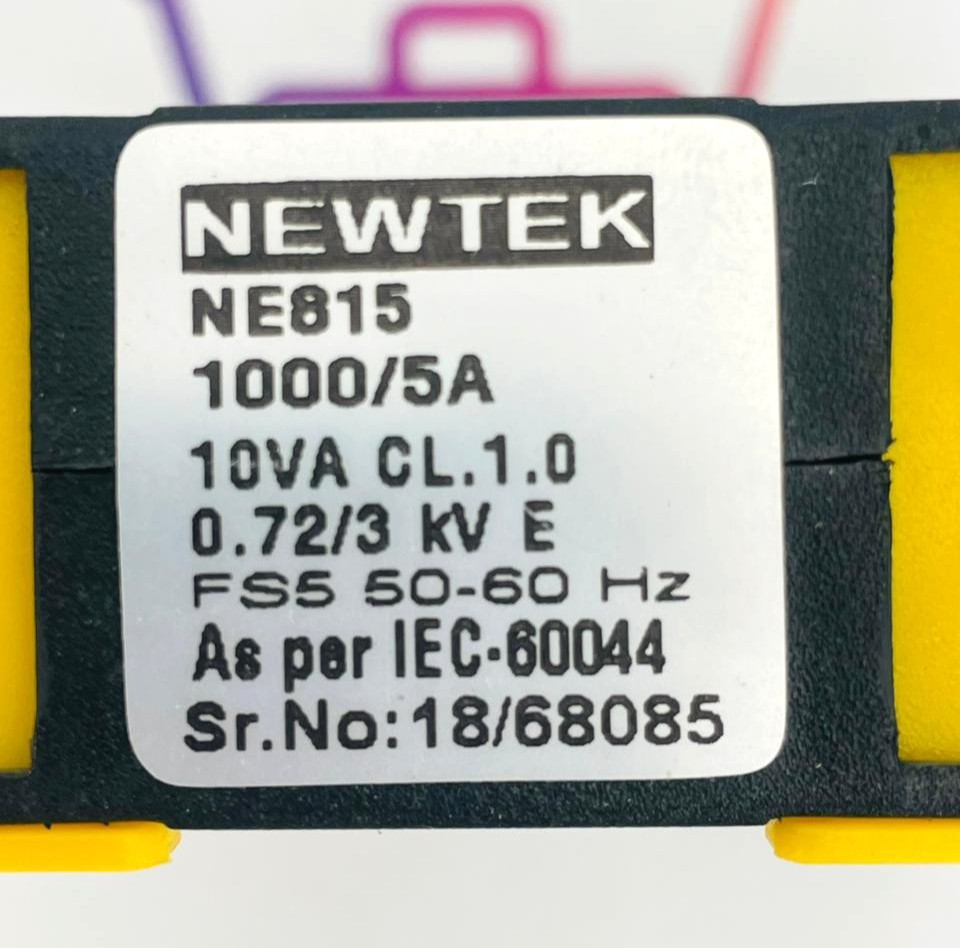 NEWTEK
NE815
1000/5A
10VA CL.1.0
0.72/3 kV E
FS5 50-60 Hz
As per IEC-60044
Sr.No:18/68085